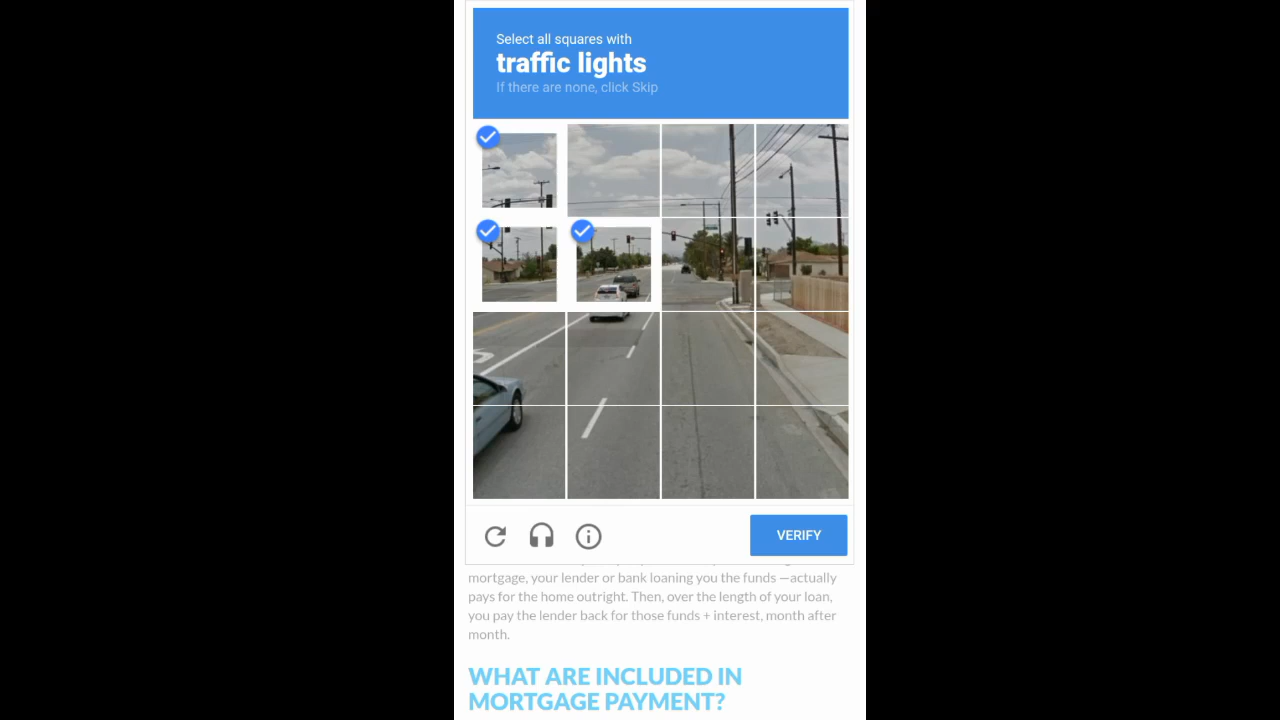 Select all squares with
traffic lights
If there are none, click Skip
VERIFY
mortgage, your lender or bank loaning you the funds —actually
pays for the home outright. Then, over the length of your loan,
you pay the lender back for those funds + interest, month after
month.
WHAT ARE INCLUDED IN
MORTGAGE PAYMENT?